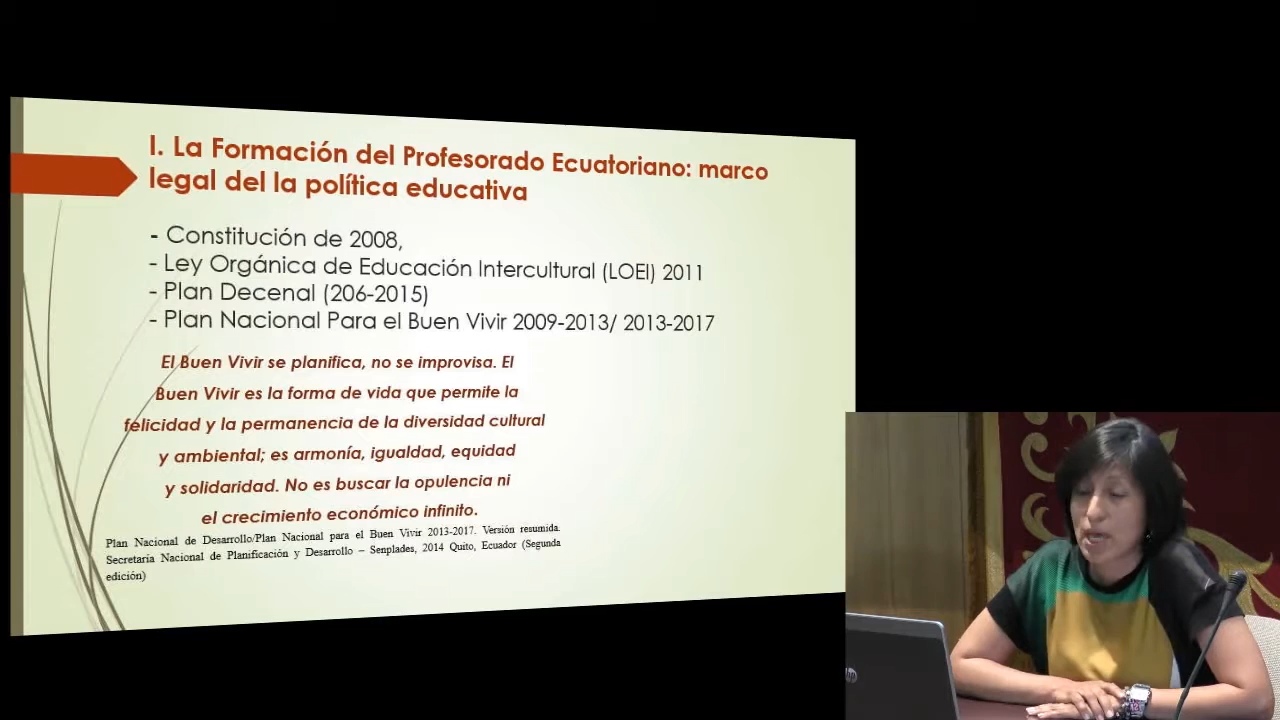 I. La Formación del Profesorado Ecuatoriano: marco
legal del la política educativa
- Constitución de 2008,
- Ley Orgánica de Educación Intercultural (LOEI) 2011
- Plan Decenal (206-2015)
- Plan Nacional Para el Buen Vivir 2009-2013/ 2013-2017
El Buen Vivir se planifica, no se improvisa. El
Buen Vivir es la forma de vida que permite la
felicidad y la permanencia de la diversidad cultural
y ambiental; es armonía, igualdad, equidad
y solidaridad. No es buscar la opulencia ni
el crecimiento económico infinito.
Plan Nacional de Desarrollo/Plan Nacional para el Buen Vivir 2013-2017. Versión resumida.
Secretaría Nacional de Planificación y Desarrollo – Senplades, 2014 Quito, Ecuador (Segunda
edición)
hp